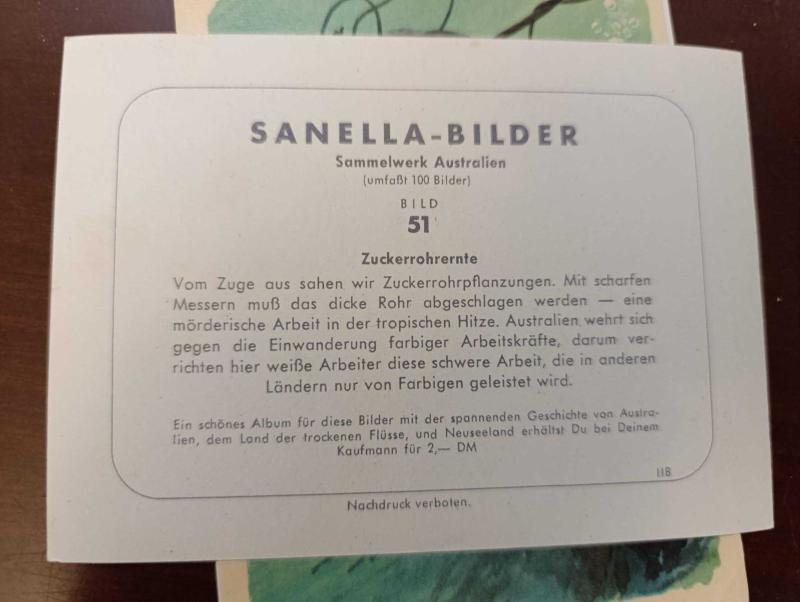 SANELLA-BILDER
Sammelwerk Australien
(umfaßt 100 Bilder)
BILD
51
Zuckerrohrernte
Vom Zuge aus sahen wir Zuckerrohrpflanzungen. Mit scharfen
Messern muß das dicke Rohr abgeschlagen werden — eine
mörderische Arbeit in der tropischen Hitze. Australien wehrt sich
gegen die Einwanderung farbiger Arbeitskräfte, darum ver-
richten hier weiße Arbeiter diese schwere Arbeit, die in anderen
Ländern nur von Farbigen geleistet wird.
Ein schönes Album für diese Bilder mit der spannenden Geschichte von Austra-
lien, dem Land der trockenen Flüsse, und Neuseeland erhältst Du bei Deinem
Kaufmann für 2,— DM
11B
Nachdruck verboten.